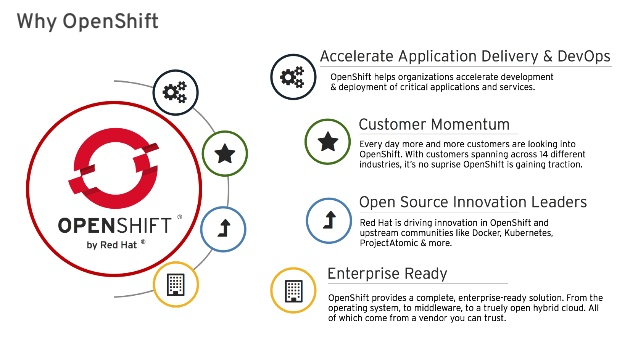 Why OpenShift
OPENSHIFT ®
by Red Hat ®
Accelerate Application Delivery & DevOps
OpenShift helps organizations accelerate development
& deployment of critical applications and services.
Customer Momentum
Every day more and more customers are looking into
OpenShift. With customers spanning across 14 different
industries, it's no suprise OpenShift is gaining traction.
Open Source Innovation Leaders
Red Hat is driving innovation in OpenShift and
upstream communities like Docker, Kubernetes,
ProjectAtomic & more.
Enterprise Ready
OpenShift provides a complete, enterprise-ready solution. From the
operating system, to middleware, to a truely open hybrid cloud. All
of which come from a vendor you can trust.